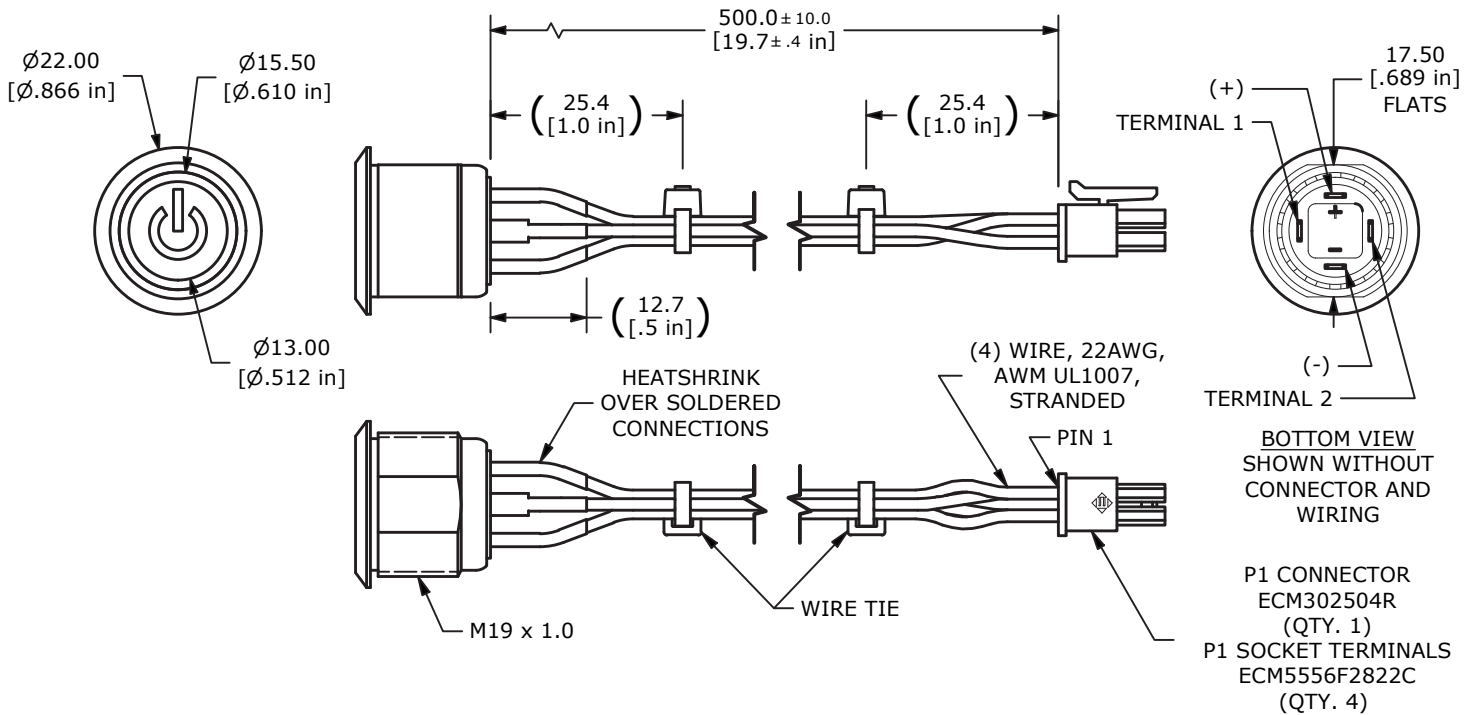 500.0±10.0
[19.7±.4 in]
Ø22.00
[Ø.866 in]
Ø15.50
[Ø.610 in]
(25.4
[1.0 in])
(25.4
[1.0 in])
17.50
[.689 in]
FLATS
(+)
TERMINAL 1
+
-
Ø13.00
[Ø.512 in]
(12.7
[.5 in])
(-)
TERMINAL 2
HEATSHRINK
OVER SOLDERED
CONNECTIONS
(4) WIRE, 22AWG,
AWM UL1007,
STRANDED
PIN 1
BOTTOM VIEW
SHOWN WITHOUT
CONNECTOR AND
WIRING
M19 x 1.0
WIRE TIE
P1 CONNECTOR
ECM302504R
(QTY. 1)
P1 SOCKET TERMINALS
ECM5556F2822C
(QTY. 4)